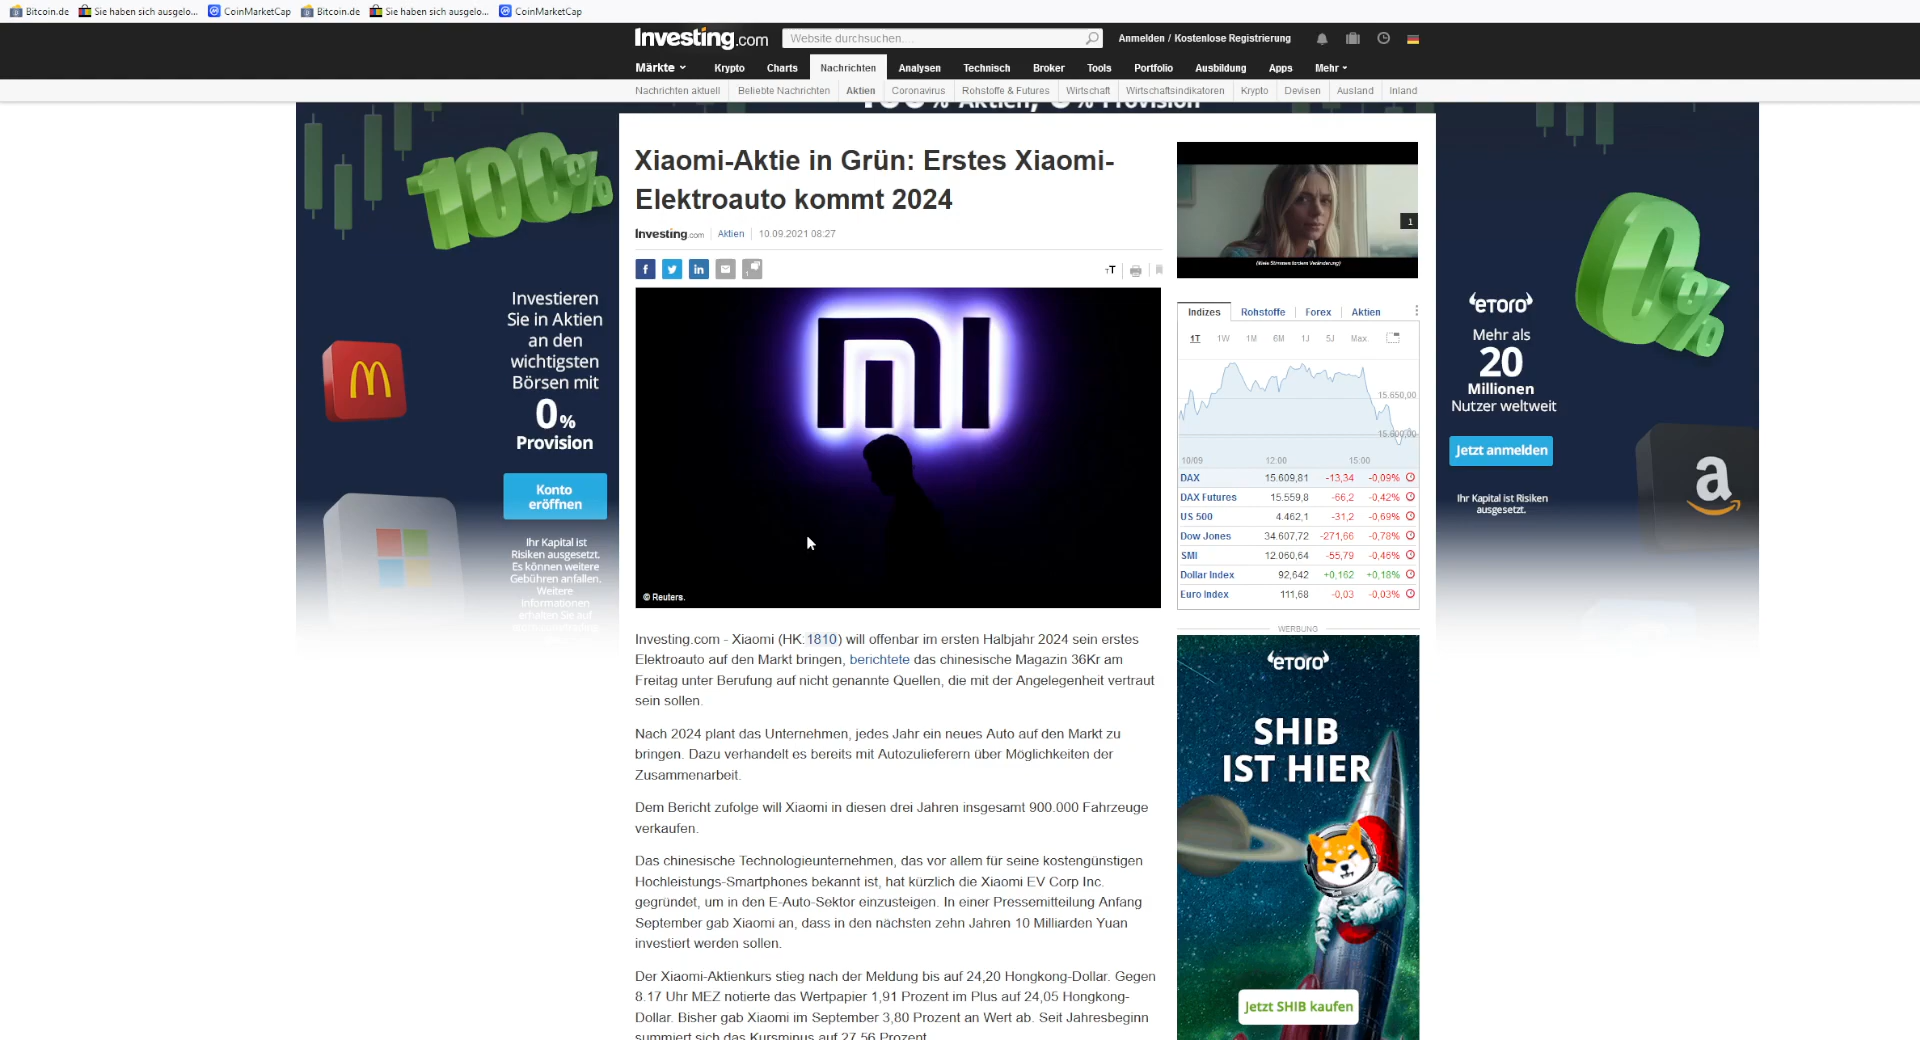 Bitcoin.de Sie haben sich ausgelo... CoinMarketCap Bitcoin.de Sie haben sich ausgelo... CoinMarketCap
Investing.com Website durchsuchen.... Anmelden / Kostenlose Registrierung
Märkte Krypto Charts Nachrichten Analysen Technisch Broker Tools Portfolio Ausbildung Apps Mehr
Nachrichten aktuell Beliebte Nachrichten Aktien Coronavirus Rohstoffe & Futures Wirtschaft Wirtschaftsindikatoren Krypto Devisen Ausland Inland
100% Aktien, 0% Provision
100%
Investieren
Sie in Aktien
an den
wichtigsten
Börsen mit
0%
Provision
Konto
eröffnen
Ihr Kapital ist
Risiken ausgesetzt.
Es können weitere
Gebühren anfallen.
Weitere
Informationen
erhalten Sie auf
Xiaomi-Aktie in Grün: Erstes Xiaomi-
Elektroauto kommt 2024
Investing.com Aktien 10.09.2021 08:27
f in 1
TT
MI
© Reuters.
Investing.com - Xiaomi (HK:1810) will offenbar im ersten Halbjahr 2024 sein erstes
Elektroauto auf den Markt bringen, berichtete das chinesische Magazin 36Kr am
Freitag unter Berufung auf nicht genannte Quellen, die mit der Angelegenheit vertraut
sein sollen.
Nach 2024 plant das Unternehmen, jedes Jahr ein neues Auto auf den Markt zu
bringen. Dazu verhandelt es bereits mit Autozulieferern über Möglichkeiten der
Zusammenarbeit.
Dem Bericht zufolge will Xiaomi in diesen drei Jahren insgesamt 900.000 Fahrzeuge
verkaufen.
Das chinesische Technologieunternehmen, das vor allem für seine kostengünstigen
Hochleistungs-Smartphones bekannt ist, hat kürzlich die Xiaomi EV Corp Inc.
gegründet, um in den E-Auto-Sektor einzusteigen. In einer Pressemitteilung Anfang
September gab Xiaomi an, dass in den nächsten zehn Jahren 10 Milliarden Yuan
investiert werden sollen.
Der Xiaomi-Aktienkurs stieg nach der Meldung bis auf 24,20 Hongkong-Dollar. Gegen
8.17 Uhr MEZ notierte das Wertpapier 1,91 Prozent im Plus auf 24,05 Hongkong-
Dollar. Bisher gab Xiaomi im September 3,80 Prozent an Wert ab. Seit Jahresbeginn
summiert sich das Kursminus auf 27,56 Prozent.
1
Indizes Rohstoffe Forex Aktien
1T 1W 1M 6M 1J 5J Max.
15.650,00
15.600,00
10/09 12:00 15:00
DAX 15.609,81 -13,34 -0,09%
DAX Futures 15.559,8 -66,2 -0,42%
US 500 4.462,1 -31,2 -0,69%
Dow Jones 34.607,72 -271,66 -0,78%
SMI 12.060,64 -55,79 -0,46%
Dollar Index 92,642 +0,162 +0,18%
Euro Index 111,68 -0,03 -0,03%
WERBUNG
eToro
SHIB
IST HIER
Jetzt SHIB kaufen
0%
eToro
Mehr als
20
Millionen
Nutzer weltweit
Jetzt anmelden
Ihr Kapital ist Risiken
ausgesetzt.
a